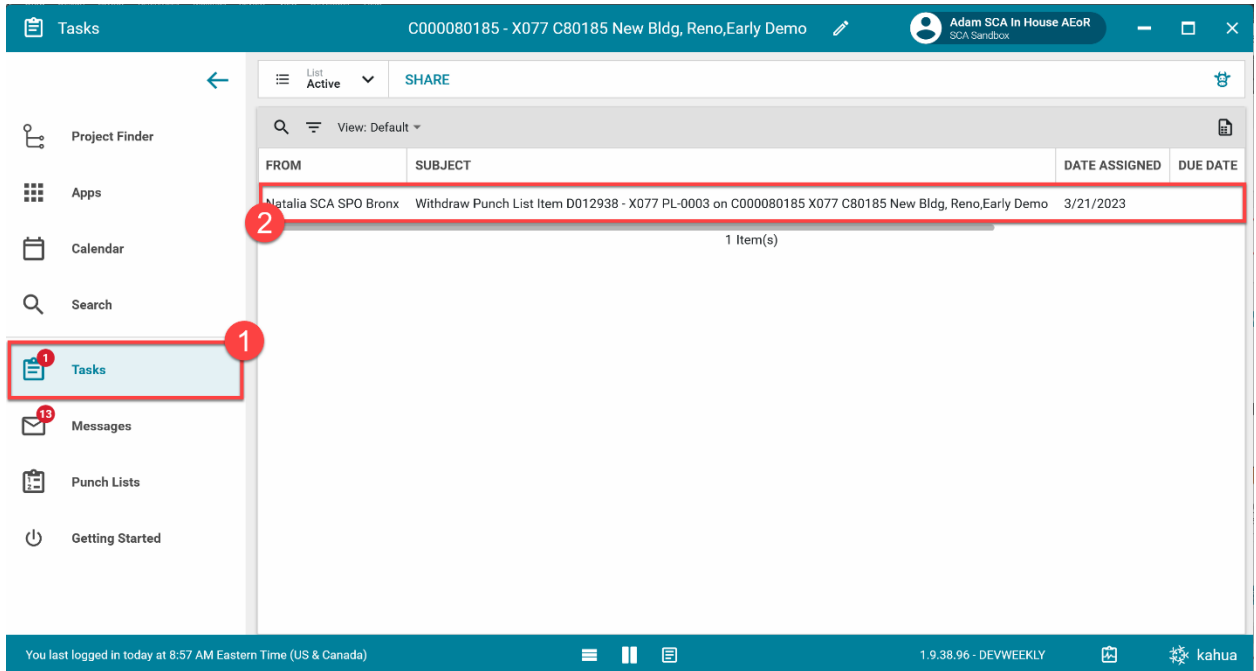 Tasks
C000080185 - X077 C80185 New Bldg, Reno,Early Demo
Adam SCA In House AEoR
SCA Sandbox
List
Active
SHARE
Project Finder
Apps
Calendar
Search
1
1
Tasks
13
Messages
Punch Lists
Getting Started
View: Default
FROM SUBJECT DATE ASSIGNED DUE DATE
Natalia SCA SPO Bronx Withdraw Punch List Item D012938 - X077 PL-0003 on C000080185 X077 C80185 New Bldg, Reno,Early Demo 3/21/2023
2
1 Item(s)
You last logged in today at 8:57 AM Eastern Time (US & Canada)
1.9.38.96 - DEVWEEKLY
kahua